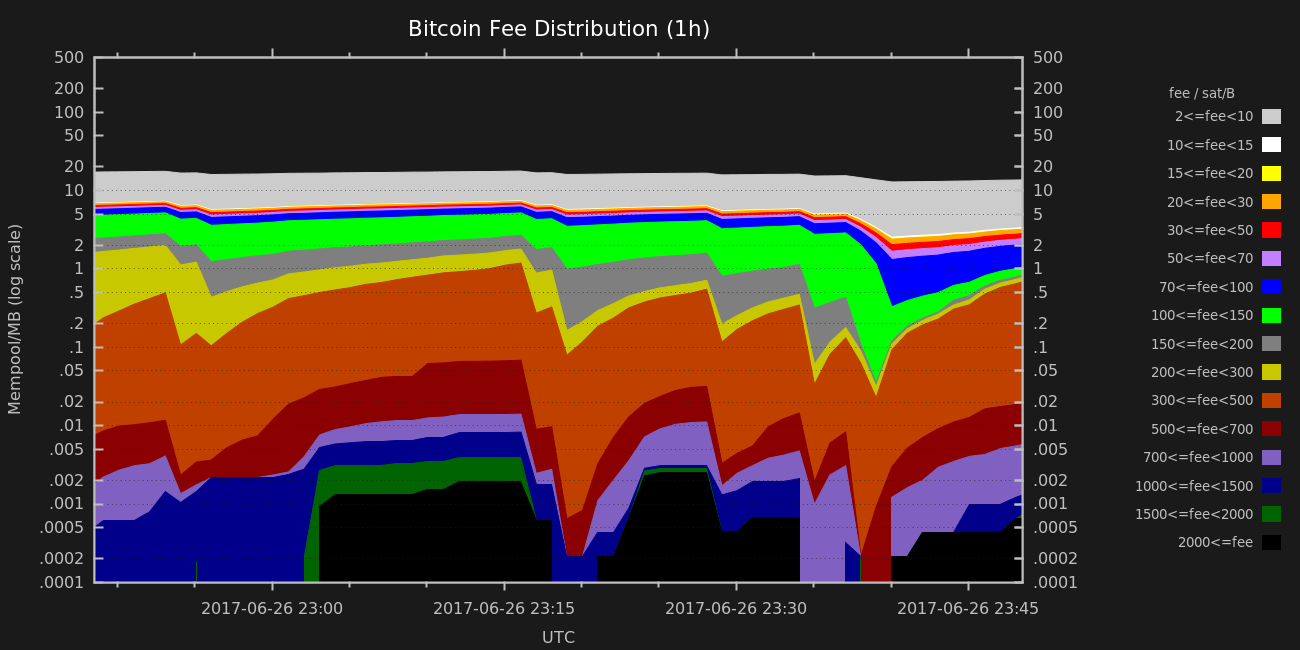 Bitcoin Fee Distribution (1h)
Mempool/MB (log scale)
500
200
100
50
20
10
5
2
1
.5
.2
.1
.05
.02
.01
.005
.002
.001
.0005
.0002
.0001
500
200
100
50
20
10
5
2
1
.5
.2
.1
.05
.02
.01
.005
.002
.001
.0005
.0002
.0001
2017-06-26 23:00
2017-06-26 23:15
2017-06-26 23:30
2017-06-26 23:45
UTC
fee / sat/B
2<=fee<10
10<=fee<15
15<=fee<20
20<=fee<30
30<=fee<50
50<=fee<70
70<=fee<100
100<=fee<150
150<=fee<200
200<=fee<300
300<=fee<500
500<=fee<700
700<=fee<1000
1000<=fee<1500
1500<=fee<2000
2000<=fee